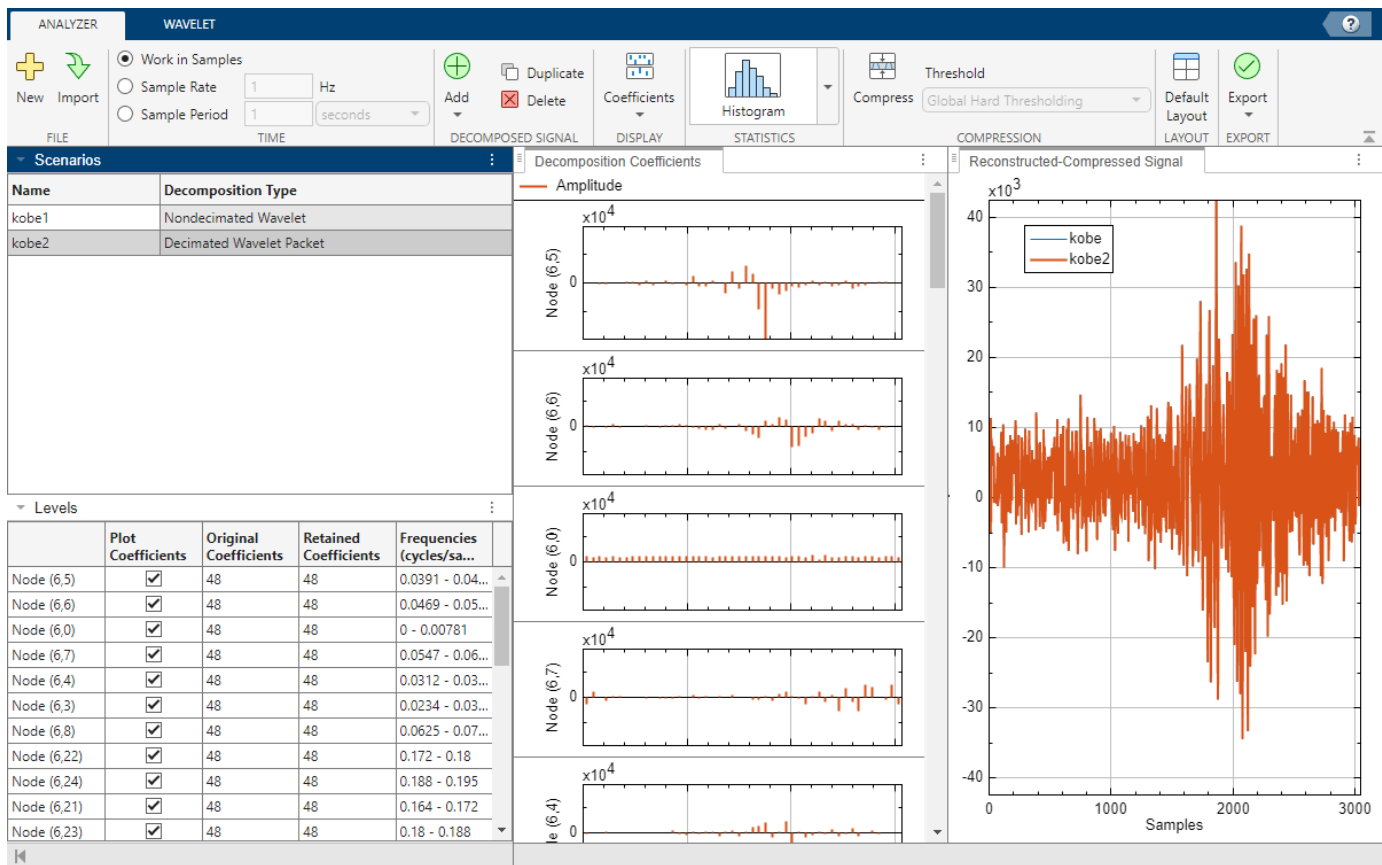 ANALYZER
WAVELET
?
New
Import
FILE
Work in Samples
Sample Rate 1 Hz
Sample Period 1 seconds
TIME
Add
Duplicate
Delete
DECOMPOSED SIGNAL
Coefficients
DISPLAY
Histogram
STATISTICS
Compress
Threshold
Global Hard Thresholding
COMPRESSION
Default
Layout
LAYOUT
Export
EXPORT
Scenarios
Name Decomposition Type
kobe1 Nondecimated Wavelet
kobe2 Decimated Wavelet Packet
Levels
Plot Coefficients Original Coefficients Retained Coefficients Frequencies (cycles/sa...
Node (6,5) 48 48 0.0391 - 0.04...
Node (6,6) 48 48 0.0469 - 0.05...
Node (6,0) 48 48 0 - 0.00781
Node (6,7) 48 48 0.0547 - 0.06...
Node (6,4) 48 48 0.0312 - 0.03...
Node (6,3) 48 48 0.0234 - 0.03...
Node (6,8) 48 48 0.0625 - 0.07...
Node (6,22) 48 48 0.172 - 0.18
Node (6,24) 48 48 0.188 - 0.195
Node (6,21) 48 48 0.164 - 0.172
Node (6,23) 48 48 0.18 - 0.188
Decomposition Coefficients
Amplitude
x10^4
Node (6,5)
0
x10^4
Node (6,6)
0
x10^4
Node (6,0)
0
x10^4
Node (6,7)
0
x10^4
le (6,4)
0
Reconstructed-Compressed Signal
x10^3
kobe
kobe2
40
30
20
10
0
-10
-20
-30
-40
0 1000 2000 3000
Samples